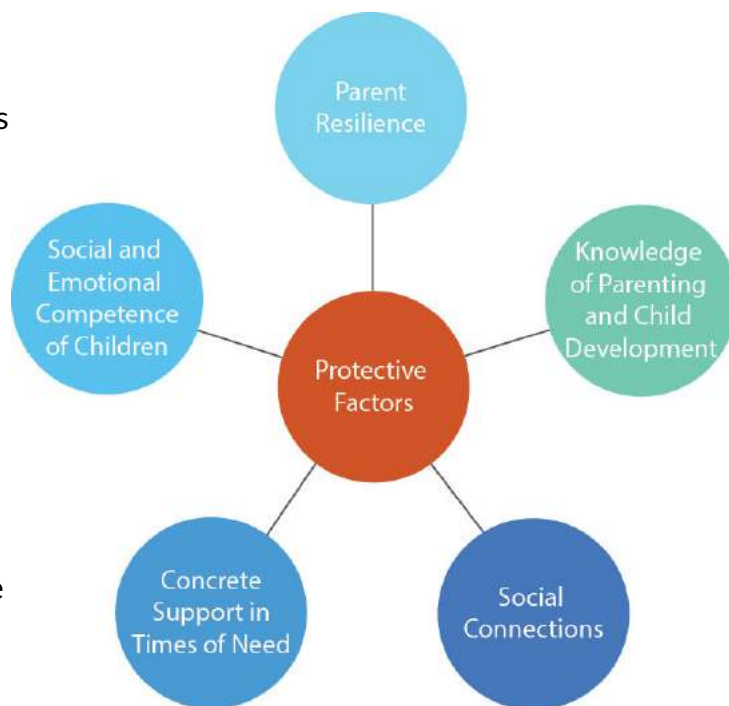 Parent
Resilience
s
Knowledge
of Parenting
and Child
Development
Social and
Emotional
Competence
of Children
Protective
Factors
Concrete
Support in
Times of Need
e
Social
Connections